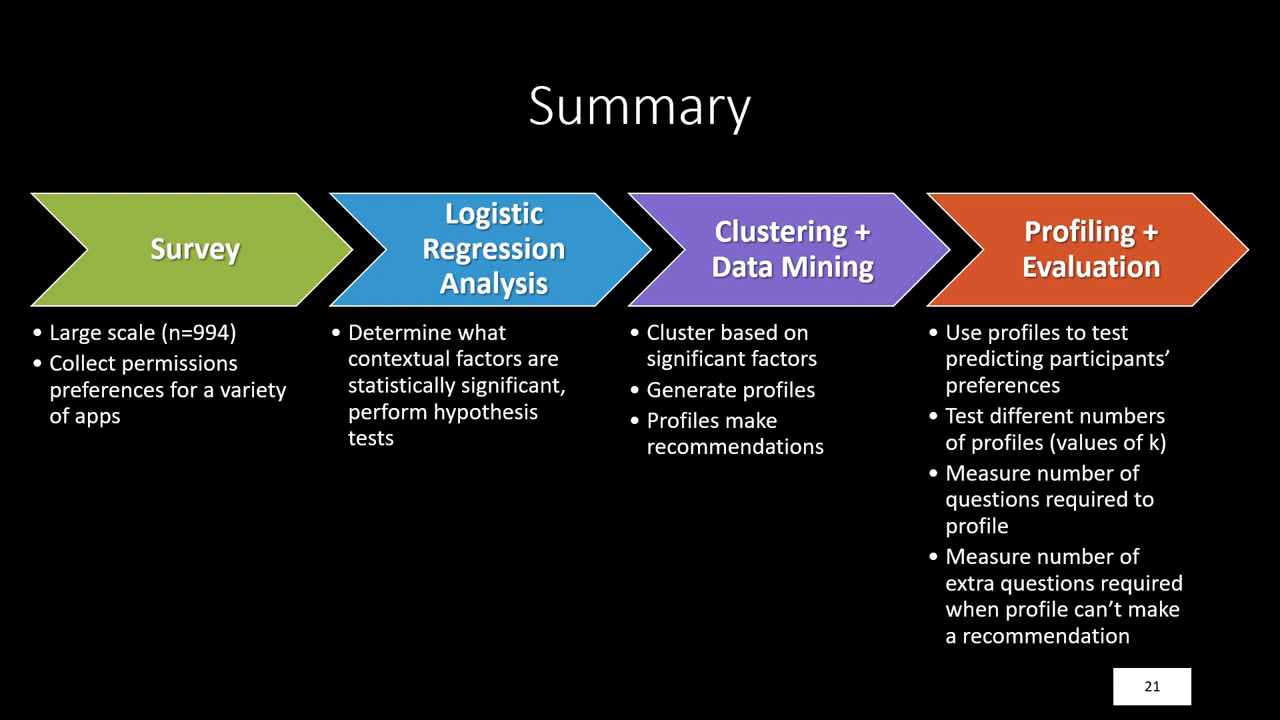 Summary
Survey
• Large scale (n=994)
• Collect permissions
preferences for a variety
of apps
Logistic
Regression
Analysis
• Determine what
contextual factors are
statistically significant,
perform hypothesis
tests
Clustering +
Data Mining
• Cluster based on
significant factors
• Generate profiles
• Profiles make
recommendations
Profiling +
Evaluation
• Use profiles to test
predicting participants’
preferences
• Test different numbers
of profiles (values of k)
• Measure number of
questions required to
profile
• Measure number of
extra questions required
when profile can’t make
a recommendation
21